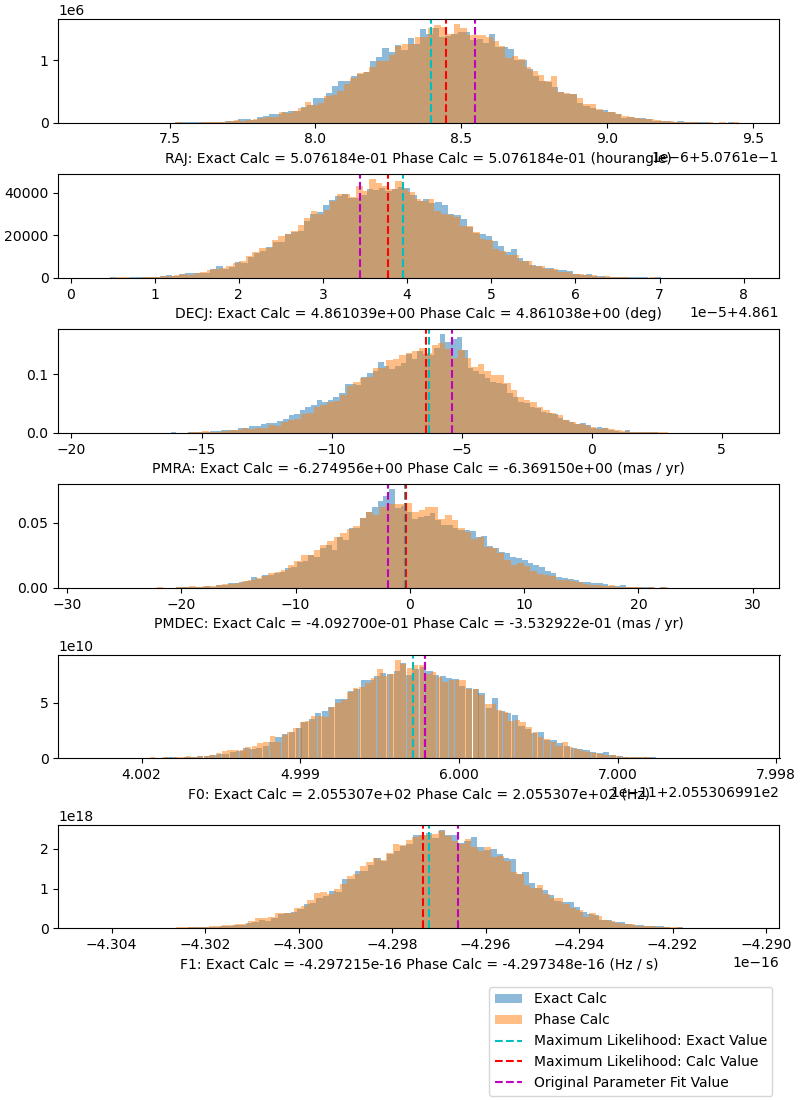 1e6
1
0
7.5 8.0 8.5 9.0 9.5
1e−6+5.0761e−1
RAJ: Exact Calc = 5.076184e-01 Phase Calc = 5.076184e-01 (hourangle)
40000
20000
0
0 1 2 3 4 5 6 7 8
1e−5+4.861
DECJ: Exact Calc = 4.861039e+00 Phase Calc = 4.861038e+00 (deg)
0.1
0.0
−20 −15 −10 −5 0 5
PMRA: Exact Calc = -6.274956e+00 Phase Calc = -6.369150e+00 (mas / yr)
0.05
0.00
−30 −20 −10 0 10 20 30
PMDEC: Exact Calc = -4.092700e-01 Phase Calc = -3.532922e-01 (mas / yr)
1e10
5
0
4.002 4.999 6.000 7.000 7.998
1e−11+2.055306991e2
F0: Exact Calc = 2.055307e+02 Phase Calc = 2.055307e+02 (Hz)
1e18
2
1
0
−4.304 −4.302 −4.300 −4.298 −4.296 −4.294 −4.292 −4.290
1e−16
F1: Exact Calc = -4.297215e-16 Phase Calc = -4.297348e-16 (Hz / s)
Exact Calc
Phase Calc
Maximum Likelihood: Exact Value
Maximum Likelihood: Calc Value
Original Parameter Fit Value